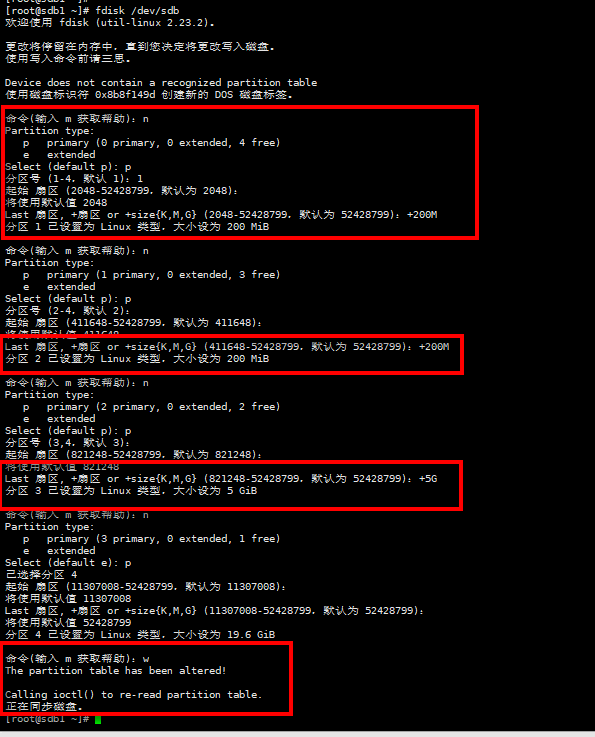 [root@sdb1 ~]# fdisk /dev/sdb
欢迎使用 fdisk (util-linux 2.23.2)。
更改将停留在内存中，直到您决定将更改写入磁盘。
使用写入命令前请三思。
Device does not contain a recognized partition table
使用磁盘标识符 0x8b8f149d 创建新的 DOS 磁盘标签。
命令(输入 m 获取帮助)：n
Partition type:
   p   primary (0 primary, 0 extended, 4 free)
   e   extended
Select (default p): p
分区号 (1-4，默认 1)：1
起始 扇区 (2048-52428799，默认为 2048)：
将使用默认值 2048
Last 扇区, +扇区 or +size{K,M,G} (2048-52428799，默认为 52428799)：+200M
分区 1 已设置为 Linux 类型，大小设为 200 MiB
命令(输入 m 获取帮助)：n
Partition type:
   p   primary (1 primary, 0 extended, 3 free)
   e   extended
Select (default p): p
分区号 (2-4，默认 2)：
起始 扇区 (411648-52428799，默认为 411648)：
将使用默认值 411648
Last 扇区, +扇区 or +size{K,M,G} (411648-52428799，默认为 52428799)：+200M
分区 2 已设置为 Linux 类型，大小设为 200 MiB
命令(输入 m 获取帮助)：n
Partition type:
   p   primary (2 primary, 0 extended, 2 free)
   e   extended
Select (default p): p
分区号 (3,4，默认 3)：
起始 扇区 (821248-52428799，默认为 821248)：
将使用默认值 821248
Last 扇区, +扇区 or +size{K,M,G} (821248-52428799，默认为 52428799)：+5G
分区 3 已设置为 Linux 类型，大小设为 5 GiB
命令(输入 m 获取帮助)：n
Partition type:
   p   primary (3 primary, 0 extended, 1 free)
   e   extended
Select (default e): p
已选择分区 4
起始 扇区 (11307008-52428799，默认为 11307008)：
将使用默认值 11307008
Last 扇区, +扇区 or +size{K,M,G} (11307008-52428799，默认为 52428799)：
将使用默认值 52428799
分区 4 已设置为 Linux 类型，大小设为 19.6 GiB
命令(输入 m 获取帮助)：w
The partition table has been altered!
Calling ioctl() to re-read partition table.
正在同步磁盘。
[root@sdb1 ~]#